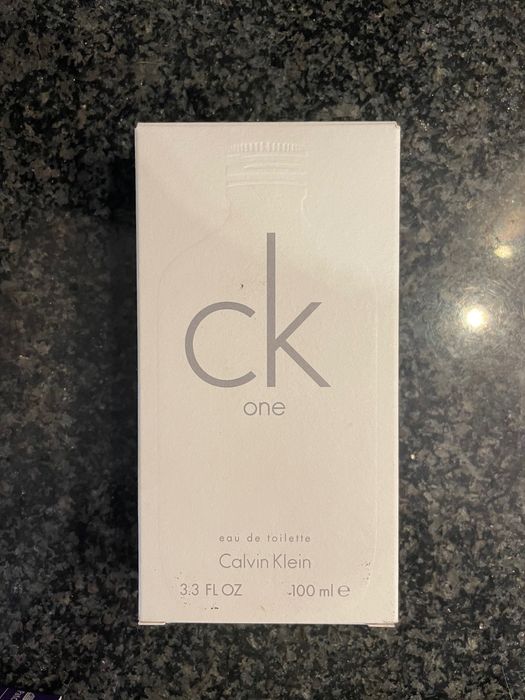 ck
one
eau de toilette
Calvin Klein
3.3 FL OZ 100 ml ℮